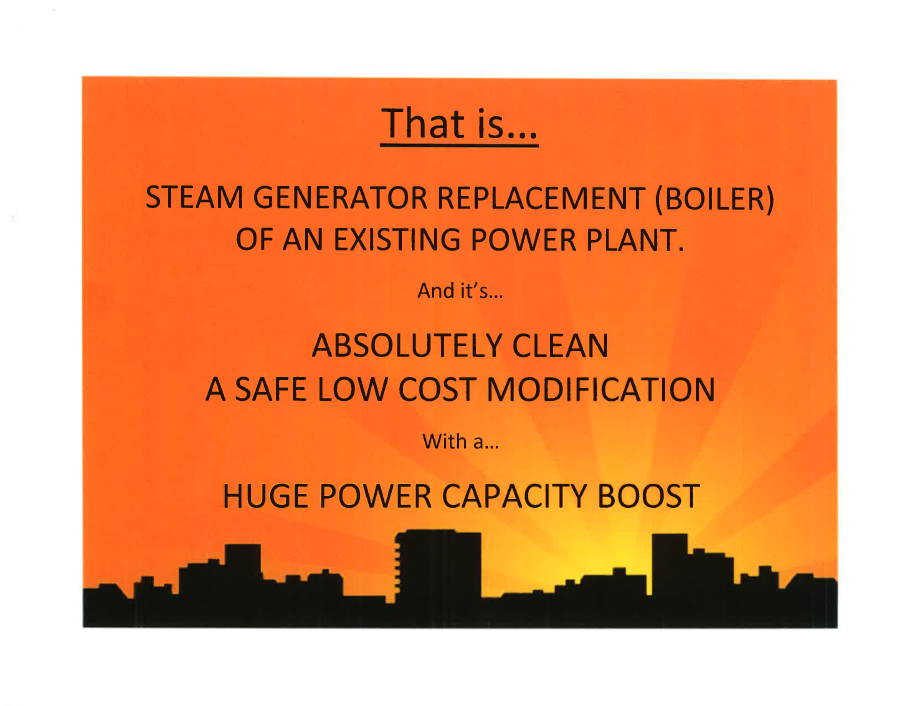 That is...
STEAM GENERATOR REPLACEMENT (BOILER)
OF AN EXISTING POWER PLANT.
And it’s...
ABSOLUTELY CLEAN
A SAFE LOW COST MODIFICATION
With a...
HUGE POWER CAPACITY BOOST